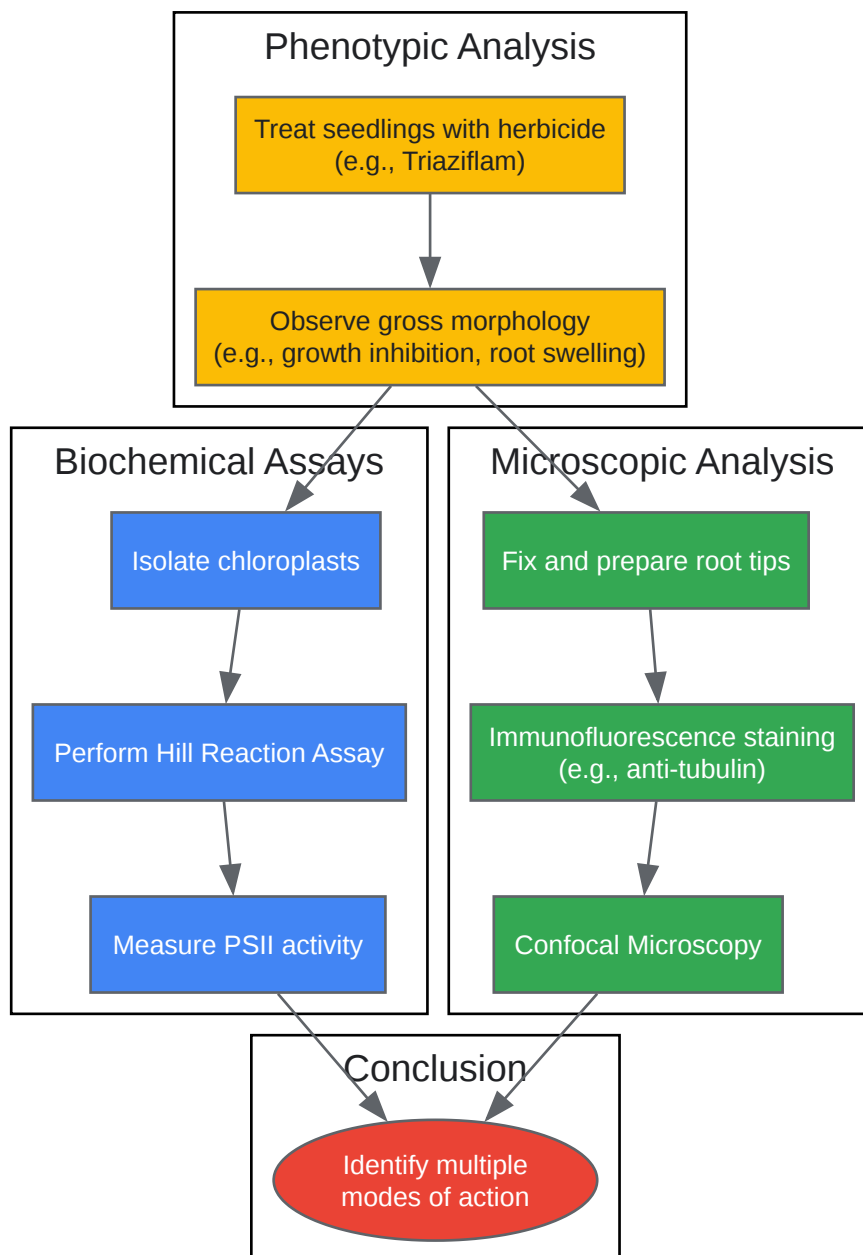 Phenotypic Analysis
Treat seedlings with herbicide
(e.g., Triaziflam)
Observe gross morphology
(e.g., growth inhibition, root swelling)
Biochemical Assays
Isolate chloroplasts
Perform Hill Reaction Assay
Measure PSII activity
Microscopic Analysis
Fix and prepare root tips
Immunofluorescence staining
(e.g., anti-tubulin)
Confocal Microscopy
Conclusion
Identify multiple
modes of action